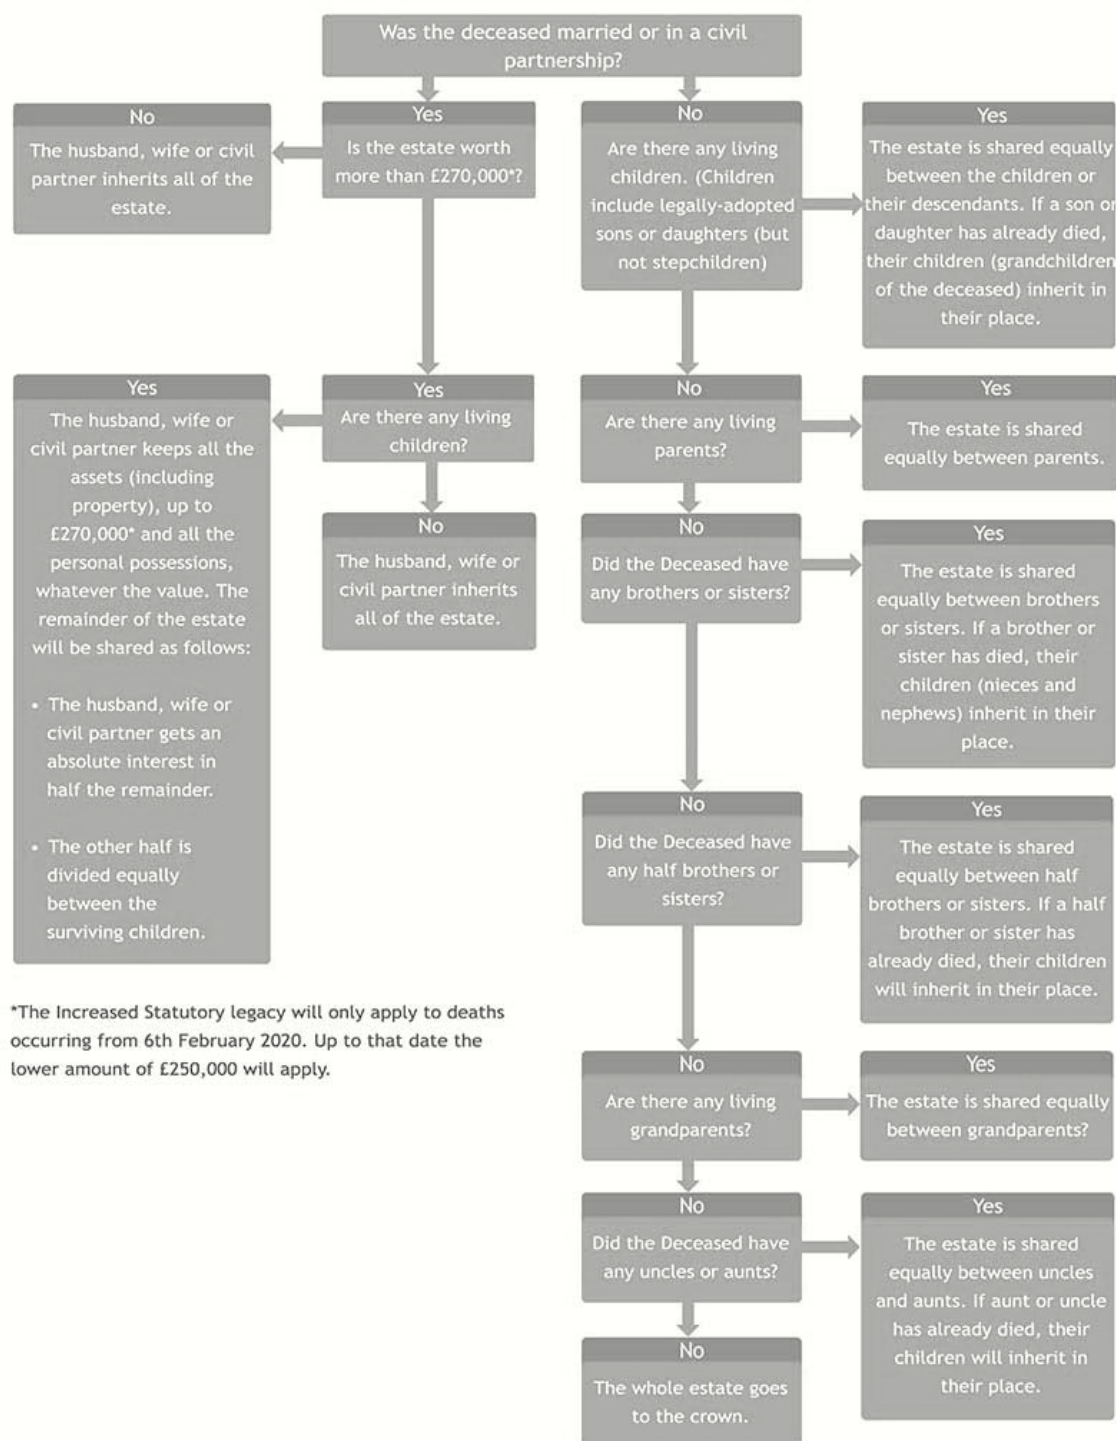 Was the deceased married or in a civil
partnership?
No
The husband, wife or civil
partner inherits all of the
estate.
Yes
Is the estate worth
more than £270,000*?
No
Are there any living
children. (Children
include legally-adopted
sons or daughters (but
not stepchildren)
Yes
The estate is shared equally
between the children or
their descendants. If a son or
daughter has already died,
their children (grandchildren
of the deceased) inherit in
their place.
Yes
The husband, wife or
civil partner keeps all the
assets (including
property), up to
£270,000* and all the
personal possessions,
whatever the value. The
remainder of the estate
will be shared as follows:
• The husband, wife or
civil partner gets an
absolute interest in
half the remainder.
• The other half is
divided equally
between the
surviving children.
Yes
Are there any living
children?
No
The husband, wife or
civil partner inherits
all of the estate.
No
Are there any living
parents?
Yes
The estate is shared
equally between parents.
No
Did the Deceased have
any brothers or sisters?
Yes
The estate is shared
equally between brothers
or sisters. If a brother or
sister has died, their
children (nieces and
nephews) inherit in their
place.
No
Did the Deceased have
any half brothers or
sisters?
Yes
The estate is shared
equally between half
brothers or sisters. If a half
brother or sister has
already died, their children
will inherit in their place.
*The Increased Statutory legacy will only apply to deaths
occurring from 6th February 2020. Up to that date the
lower amount of £250,000 will apply.
No
Are there any living
grandparents?
Yes
The estate is shared equally
between grandparents?
No
Did the Deceased have
any uncles or aunts?
Yes
The estate is shared
equally between uncles
and aunts. If aunt or uncle
has already died, their
children will inherit in
their place.
No
The whole estate goes
to the crown.